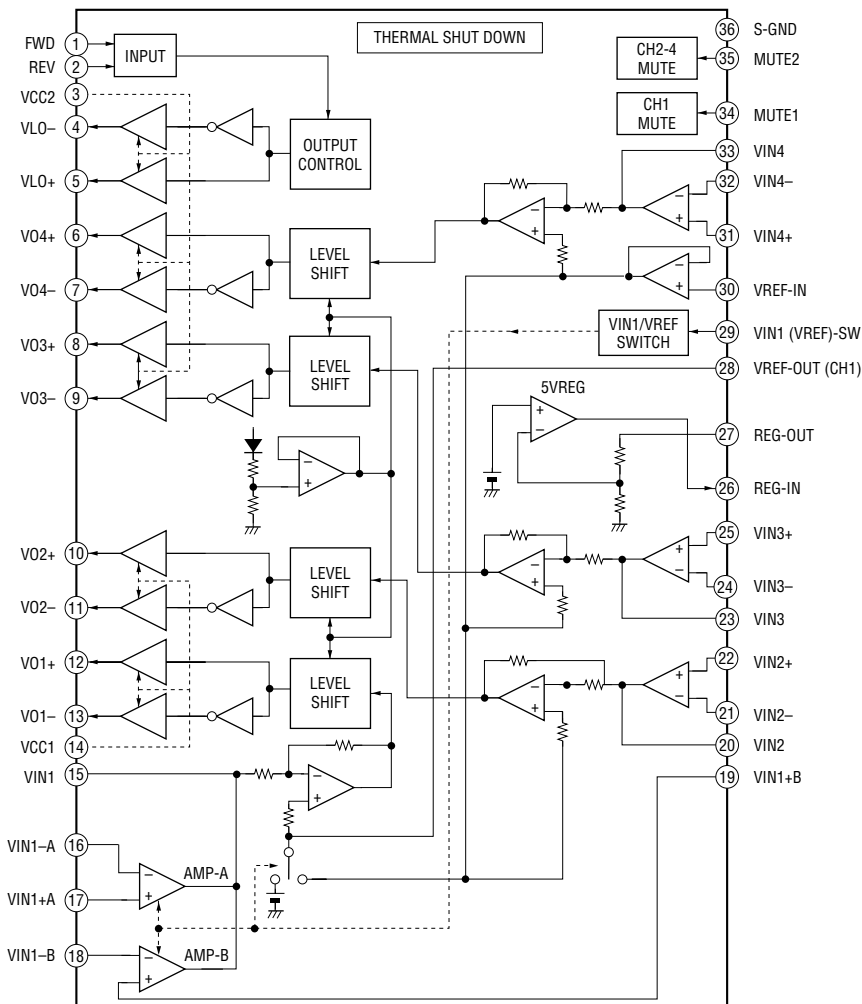 THERMAL SHUT DOWN
FWD 1
REV 2
VCC2 3
VLO– 4
VLO+ 5
VO4+ 6
VO4– 7
VO3+ 8
VO3– 9
VO2+ 10
VO2– 11
VO1+ 12
VO1– 13
VCC1 14
VIN1 15
VIN1–A 16
VIN1+A 17
VIN1–B 18
INPUT
OUTPUT
CONTROL
LEVEL
SHIFT
LEVEL
SHIFT
LEVEL
SHIFT
LEVEL
SHIFT
AMP-A
AMP-B
− +
− +
− +
− +
CH2-4
MUTE
CH1
MUTE
− +
− +
− +
VIN1/VREF
SWITCH
5VREG
+ −
− +
+ −
− +
+ −
36 S-GND
35 MUTE2
34 MUTE1
33 VIN4
32 VIN4–
31 VIN4+
30 VREF-IN
29 VIN1 (VREF)-SW
28 VREF-OUT (CH1)
27 REG-OUT
26 REG-IN
25 VIN3+
24 VIN3–
23 VIN3
22 VIN2+
21 VIN2–
20 VIN2
19 VIN1+B